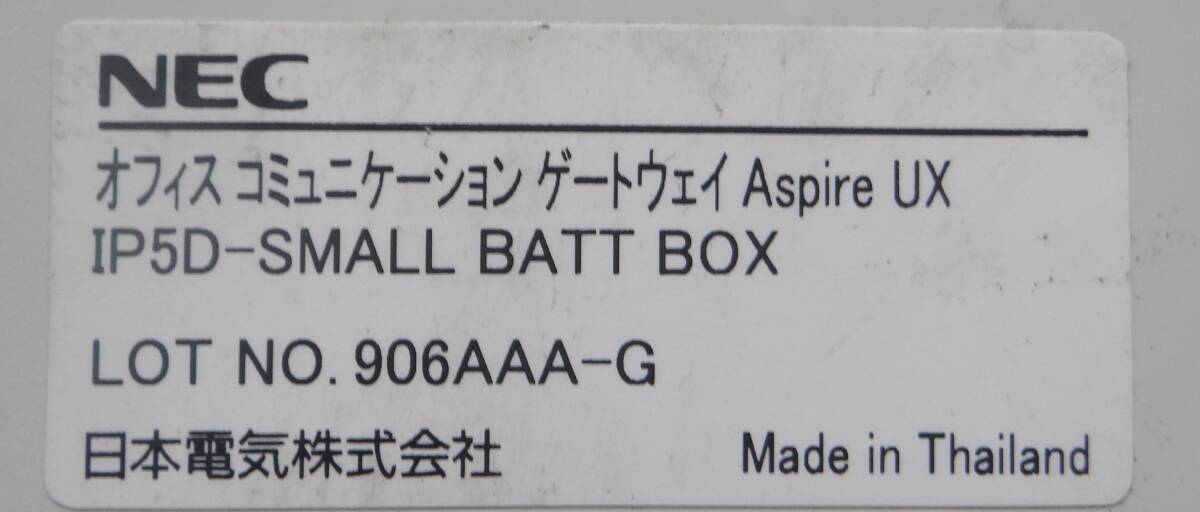 NEC
オフィス コミュニケーション ゲートウェイ Aspire UX
IP5D-SMALL BATT BOX
LOT NO. 906AAA-G
日本電気株式会社 Made in Thailand